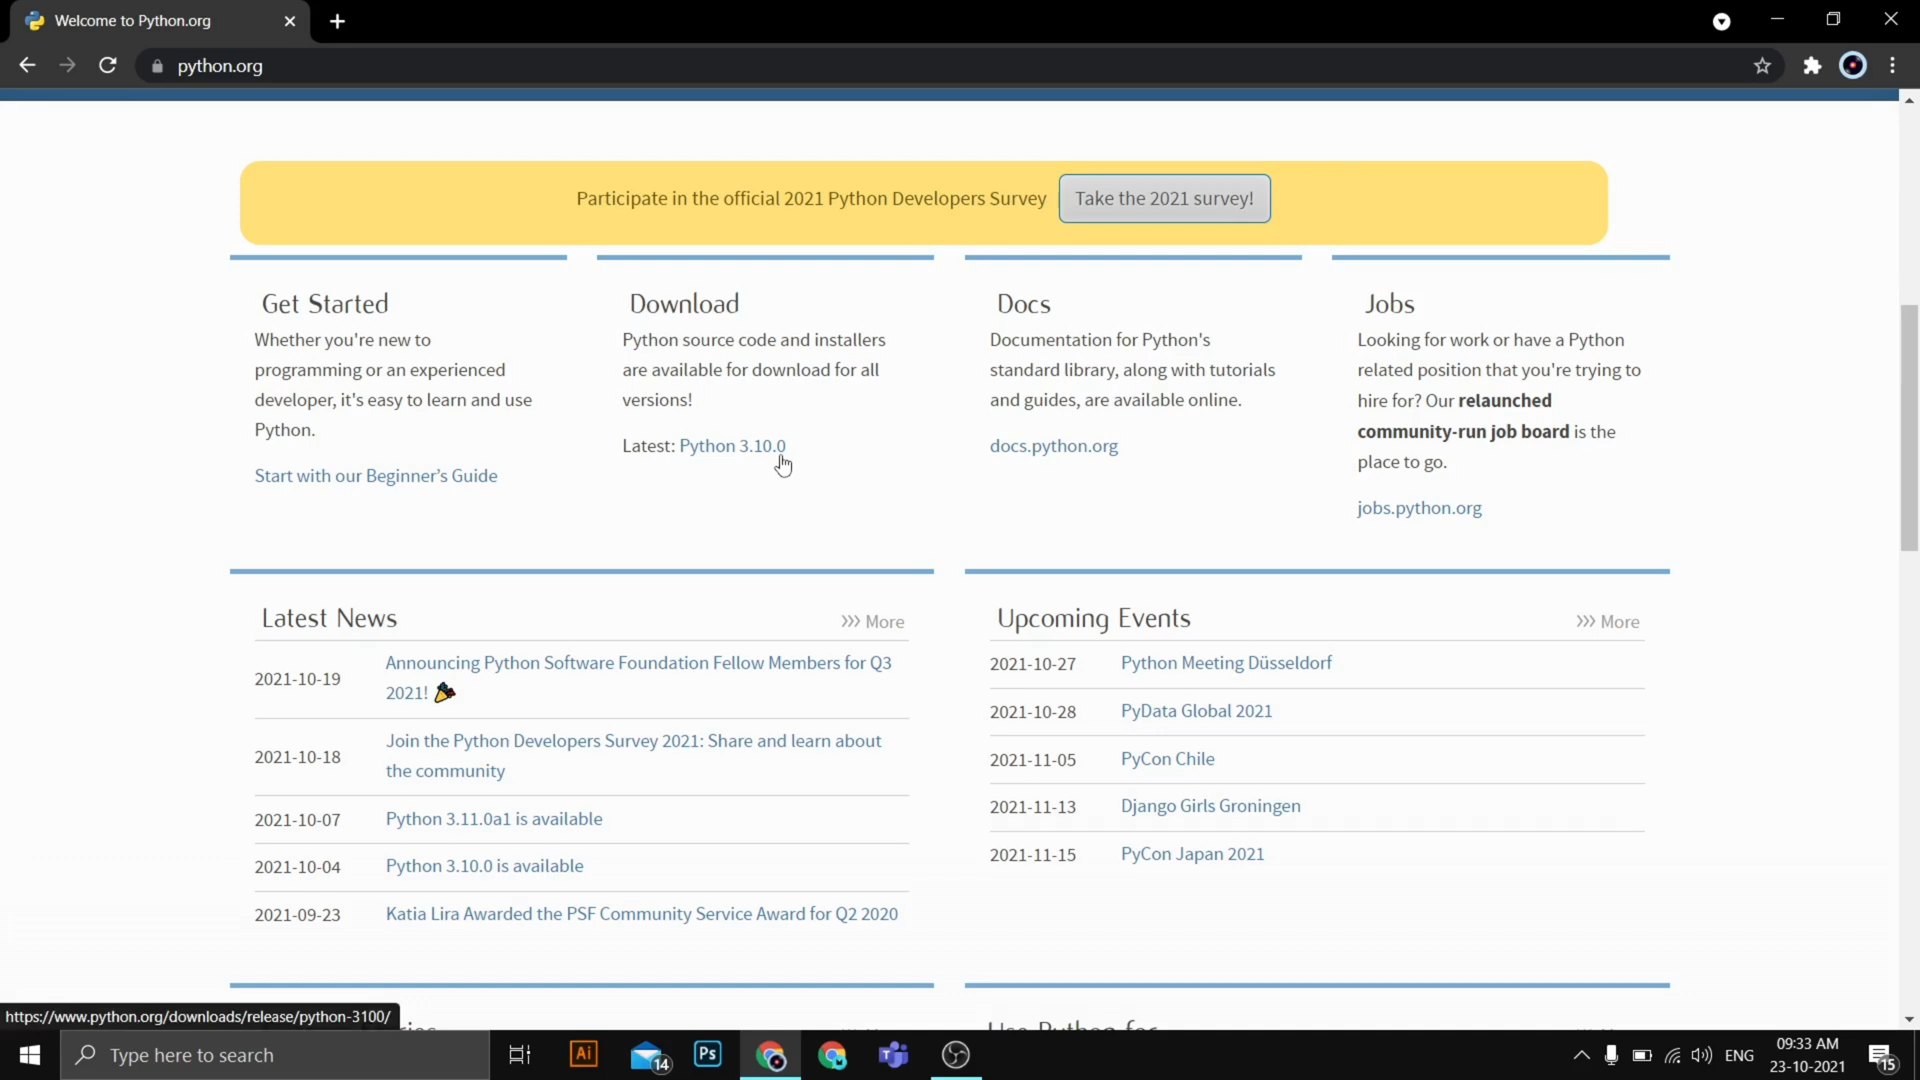 Welcome to Python.org
python.org
Participate in the official 2021 Python Developers Survey
Take the 2021 survey!
Get Started
Whether you're new to
programming or an experienced
developer, it's easy to learn and use
Python.
Start with our Beginner's Guide
Download
Python source code and installers
are available for download for all
versions!
Latest: Python 3.10.0
Docs
Documentation for Python's
standard library, along with tutorials
and guides, are available online.
docs.python.org
Jobs
Looking for work or have a Python
related position that you're trying to
hire for? Our relaunched
community-run job board is the
place to go.
jobs.python.org
Latest News
More
2021-10-19 Announcing Python Software Foundation Fellow Members for Q3
2021! 🎉
2021-10-18 Join the Python Developers Survey 2021: Share and learn about
the community
2021-10-07 Python 3.11.0a1 is available
2021-10-04 Python 3.10.0 is available
2021-09-23 Katia Lira Awarded the PSF Community Service Award for Q2 2020
Upcoming Events
More
2021-10-27 Python Meeting Düsseldorf
2021-10-28 PyData Global 2021
2021-11-05 PyCon Chile
2021-11-13 Django Girls Groningen
2021-11-15 PyCon Japan 2021
Use Python for
https://www.python.org/downloads/release/python-3100/
Type here to search
Ai
14
Ps
ENG
09:33 AM
23-10-2021
15